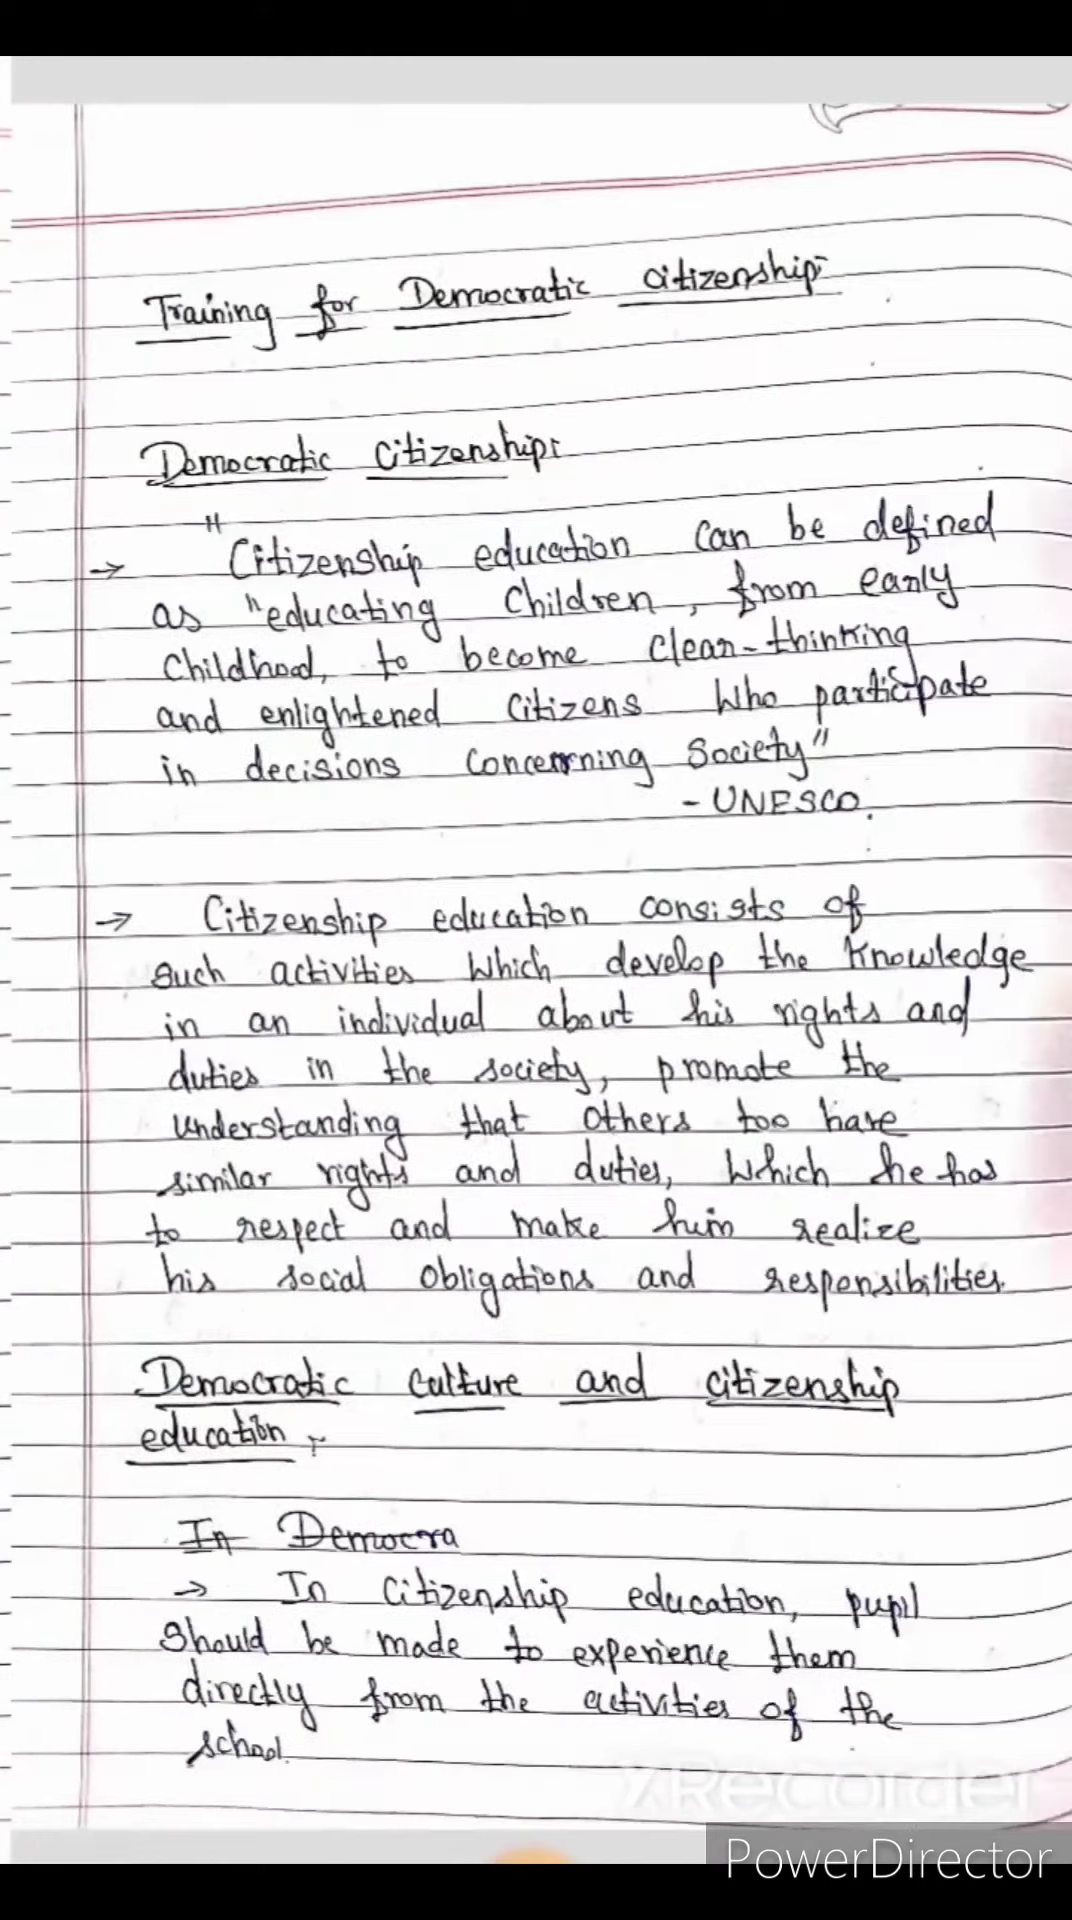 Training for Democratic citizenship:-
Democratic citizenship:
"
→ Citizenship education can be defined
as "educating children, from early
childhood, to become clear-thinking
and enlightened citizens who participate
in decisions concerning society"
- UNESCO.
→ Citizenship education consists of
such activities which develop the knowledge
in an individual about his rights and
duties in the society, promote the
understanding that others too have
similar rights and duties, which he has
to respect and make him realize
his social obligations and responsibilities.
Democratic culture and citizenship
education :-
In Democra
→ In citizenship education, pupil
should be made to experience them
directly from the activities of the
school.
XRecorder
PowerDirector